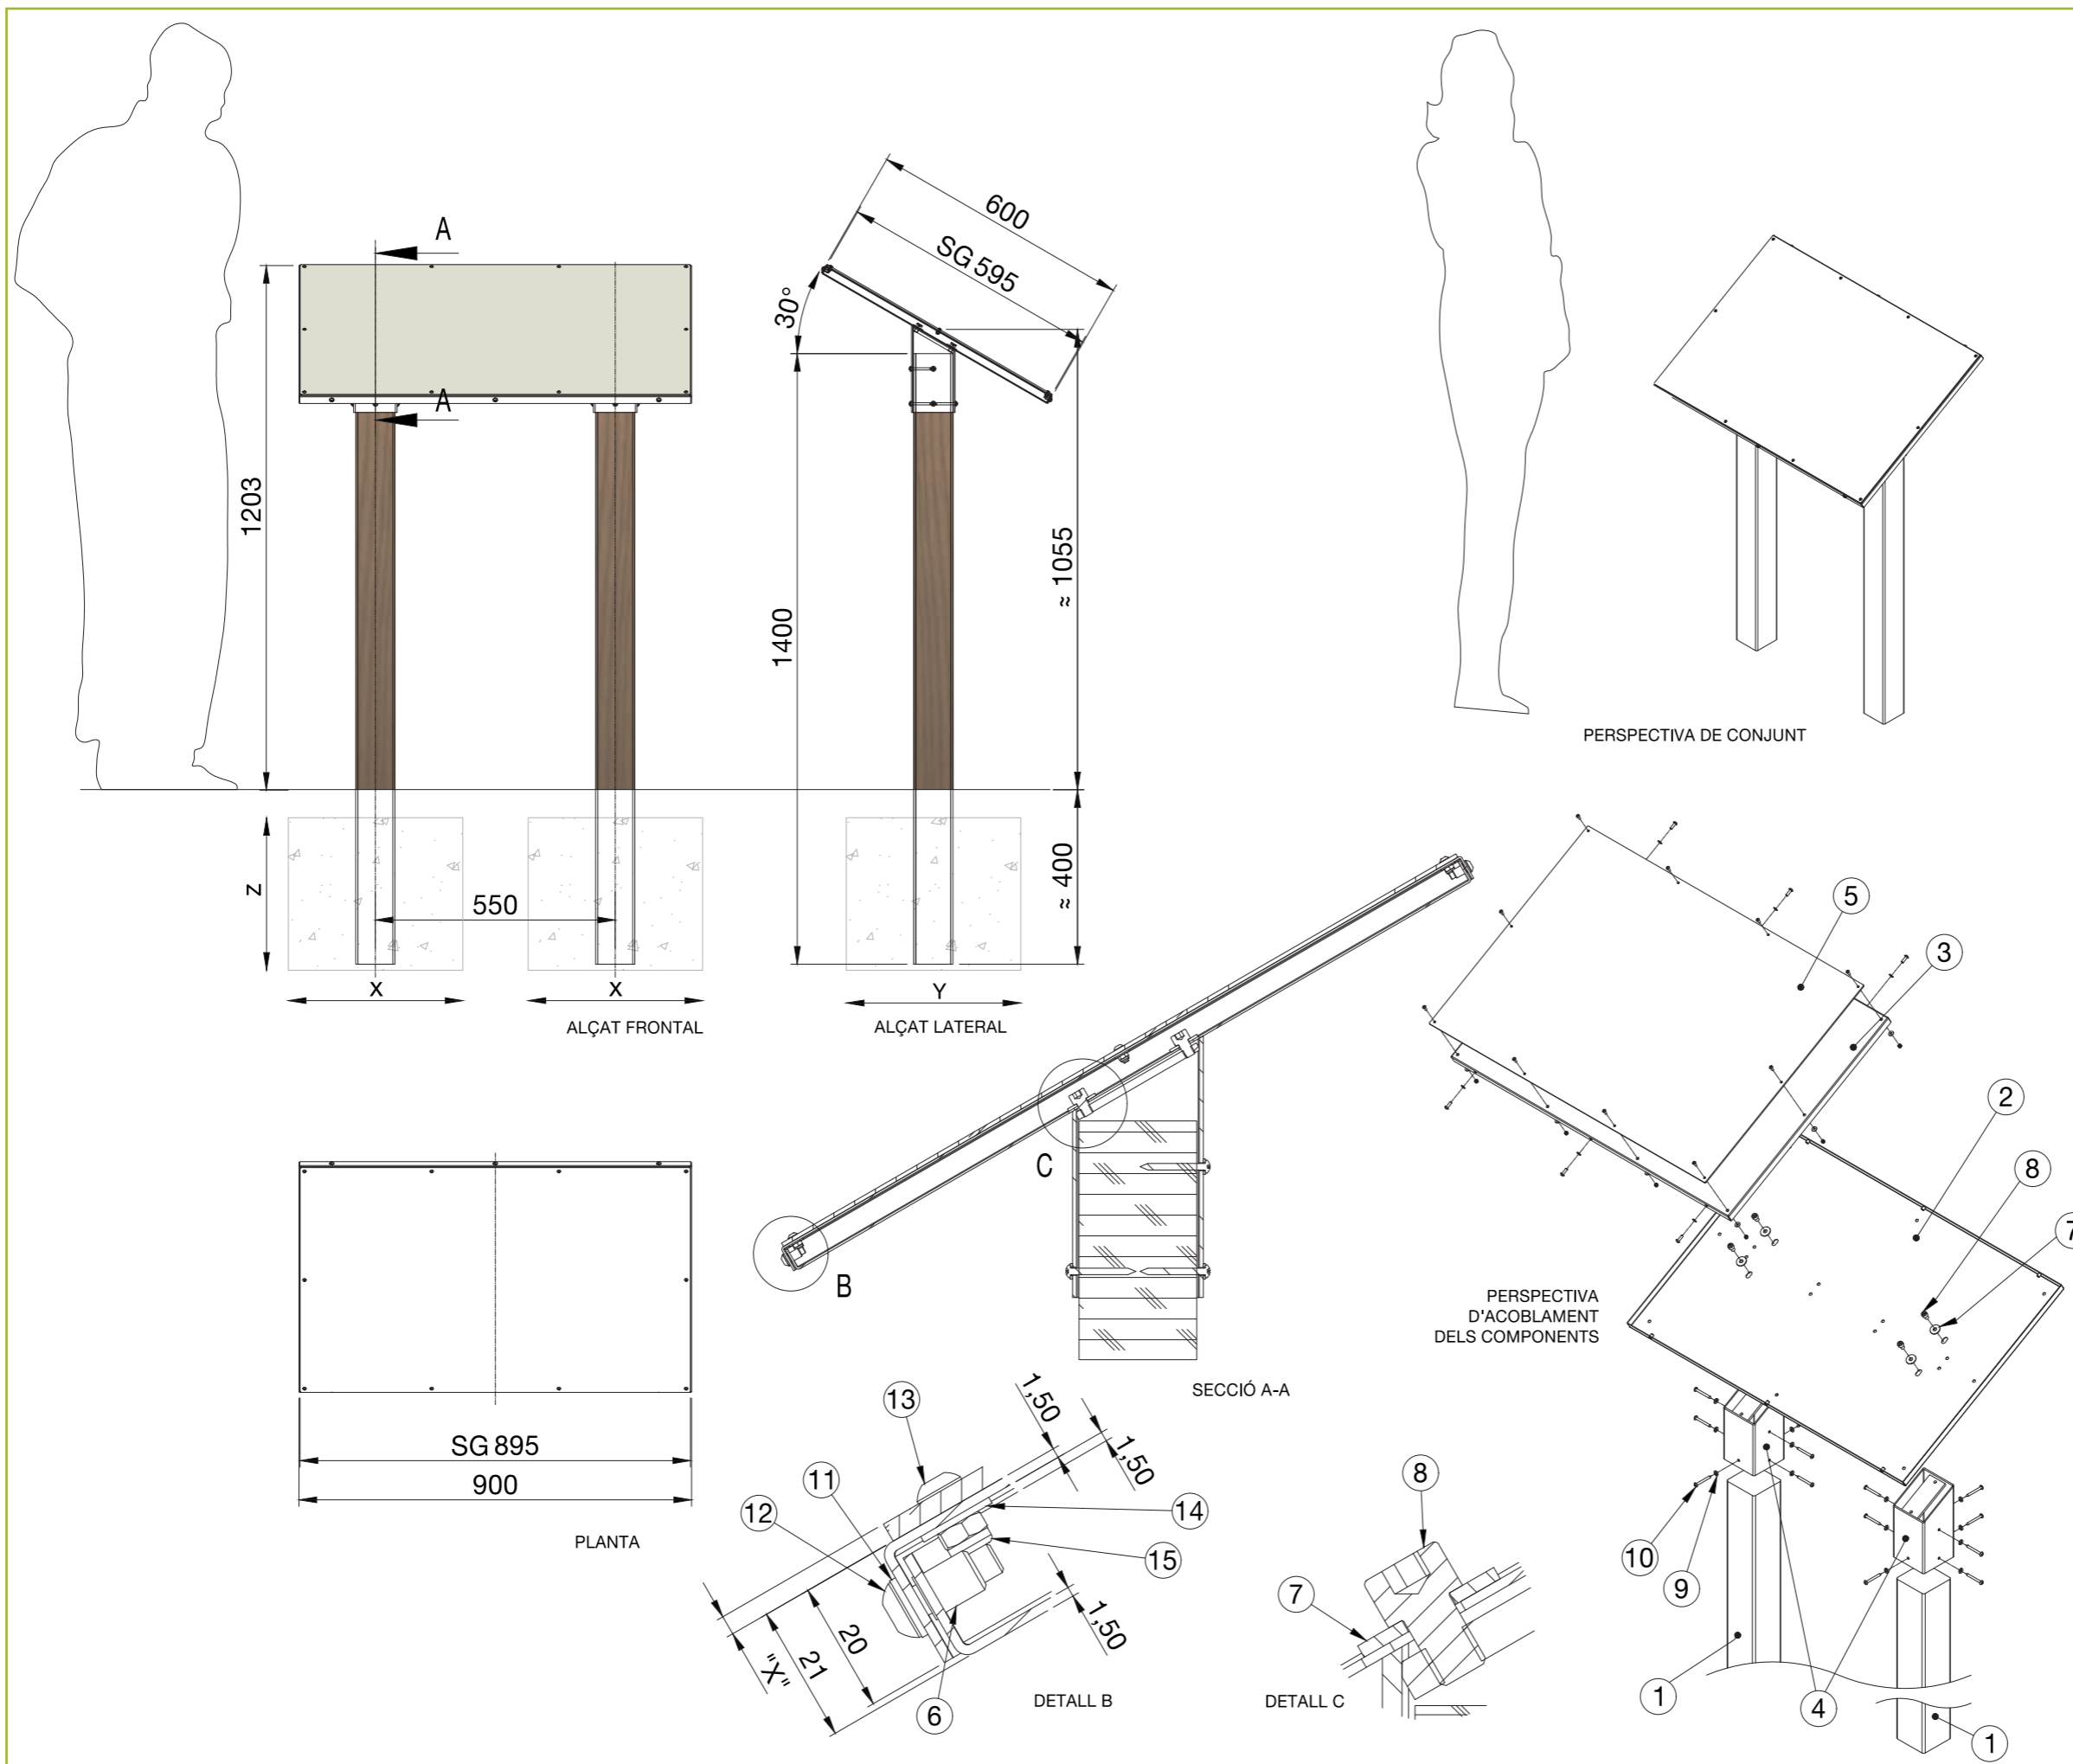 A
A
1203
Z
550
X
X
ALÇAT FRONTAL
600
SG 595
30°
1400
≈ 1055
≈ 400
Y
ALÇAT LATERAL
PERSPECTIVA DE CONJUNT
SG 895
900
PLANTA
B
C
SECCIÓ A-A
13
11
12
14
15
6
1,50
1,50
1,50
20
21
"X"
DETALL B
8
7
DETALL C
5
3
2
8
7
PERSPECTIVA
D'ACOBLAMENT
DELS COMPONENTS
10
9
1
4
1